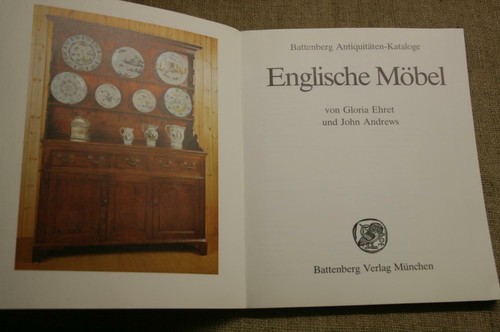 Battenberg Antiquitäten-Kataloge
Englische Möbel
von Gloria Ehret
und John Andrews
Battenberg Verlag München